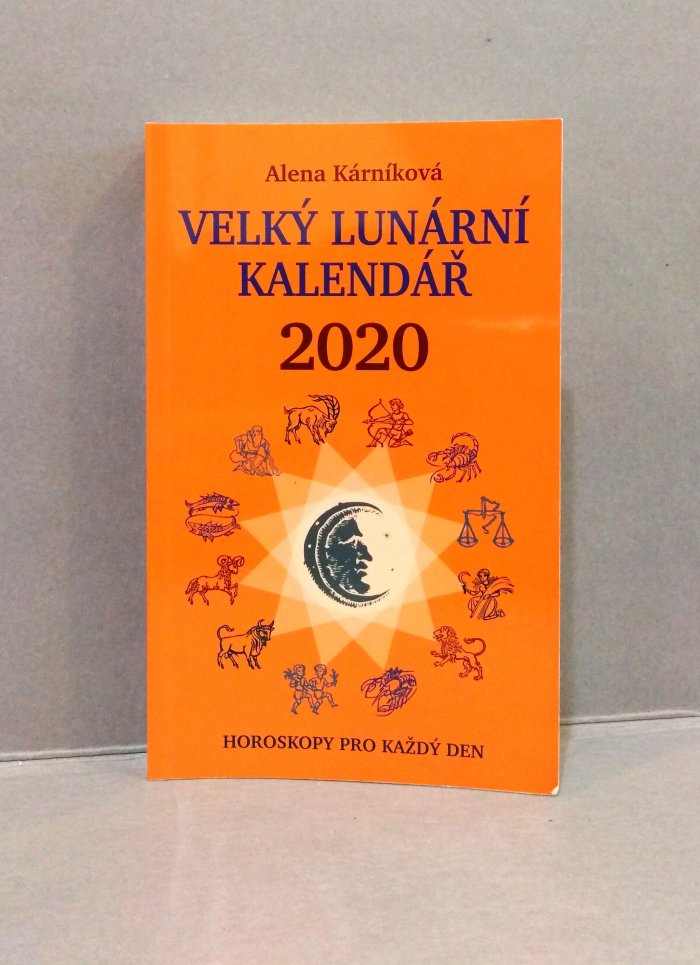 Alena Kárníková
VELKÝ LUNÁRNÍ
KALENDÁŘ
2020
HOROSKOPY PRO KAŽDÝ DEN